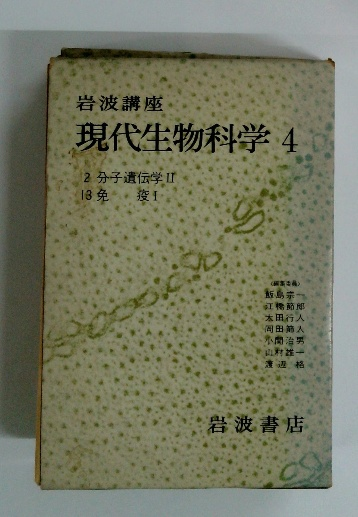 岩波講座
現代生物科学 4
2 分子遺伝学 II
13 免 疫 I
〈編集委員〉
飯島宗一
江橋節郎
太田行人
岡田節人
小関治男
山村雄一
渡辺 格
岩波書店